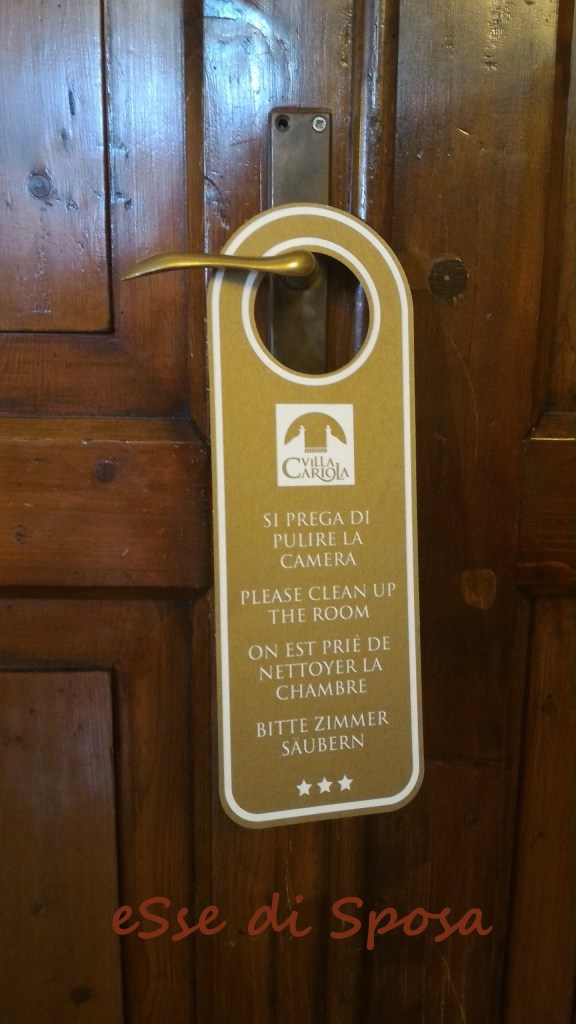 VILLA
CARIOLA
SI PREGA DI
PULIRE LA
CAMERA
PLEASE CLEAN UP
THE ROOM
ON EST PRIÉ DE
NETTOYER LA
CHAMBRE
BITTE ZIMMER
SÄUBERN
eSse di Sposa